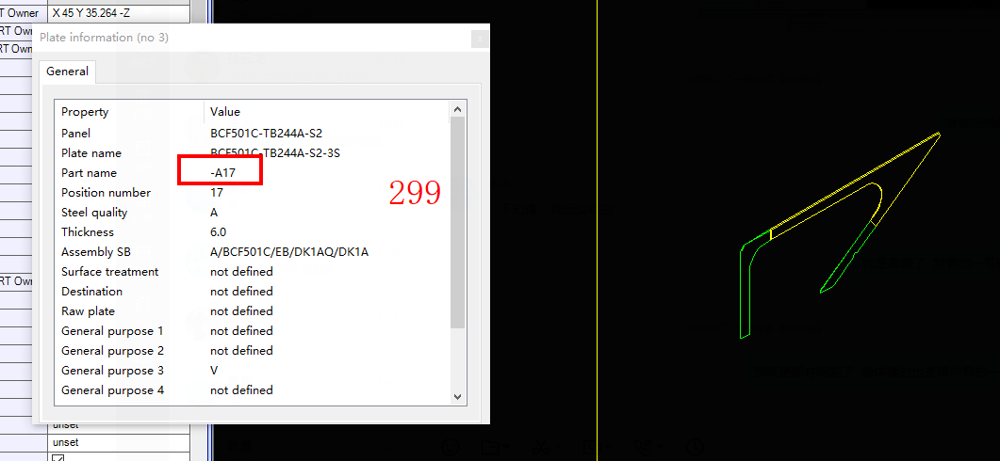 T Owner X 45 Y 35.264 -Z
RT Own
RT Own
Plate information (no 3)
General
Property Value
Panel BCF501C-TB244A-S2
Plate name BCF501C-TB244A-S2-3S
Part name -A17
299
Position number 17
Steel quality A
Thickness 6.0
Assembly SB A/BCF501C/EB/DK1AQ/DK1A
Surface treatment not defined
Destination not defined
RT Own
Raw plate not defined
General purpose 1 not defined
General purpose 2 not defined
General purpose 3 V
General purpose 4 not defined
unset
unset